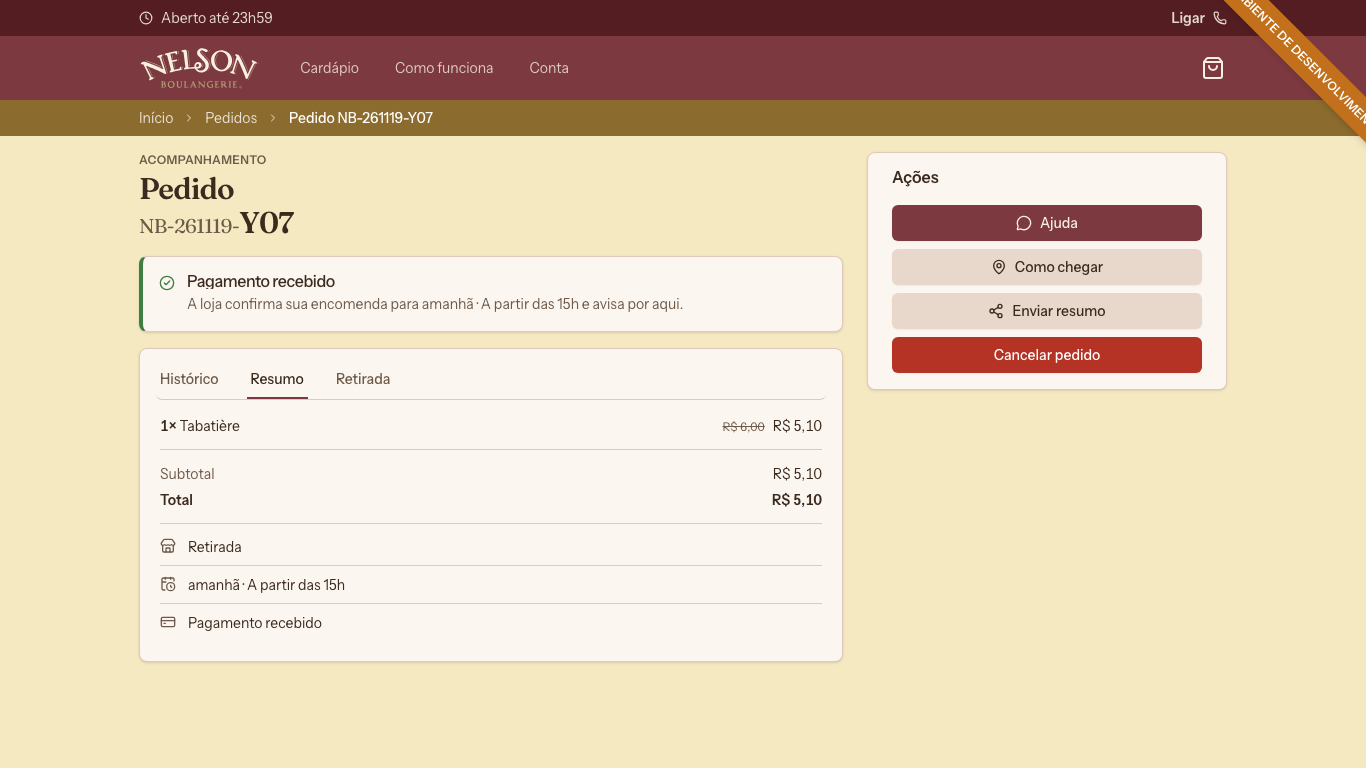 Aberto até 23h59
Ligar
NELSON
BOULANGERIE
Cardápio
Como funciona
Conta
Início
Pedidos
Pedido NB-261119-Y07
ACOMPANHAMENTO
Pedido
NB-261119-Y07
Pagamento recebido
A loja confirma sua encomenda para amanhã · A partir das 15h e avisa por aqui.
Histórico
Resumo
Retirada
1× Tabatière
R$ 6,00 R$ 5,10
Subtotal
R$ 5,10
Total
R$ 5,10
Retirada
amanhã · A partir das 15h
Pagamento recebido
Ações
Ajuda
Como chegar
Enviar resumo
Cancelar pedido
DE DESENVOLVIMEN